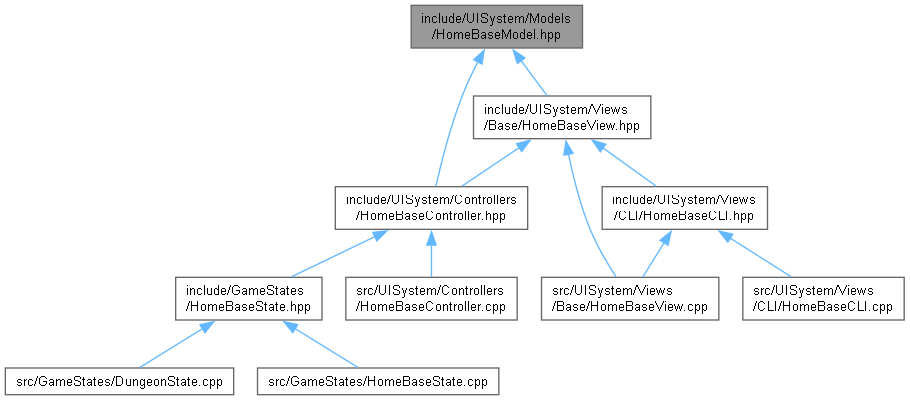 include/UISystem/Models
/HomeBaseModel.hpp
include/UISystem/Views
/Base/HomeBaseView.hpp
include/UISystem/Controllers
/HomeBaseController.hpp
include/UISystem/Views
/CLI/HomeBaseCLI.hpp
include/GameStates
/HomeBaseState.hpp
src/UISystem/Controllers
/HomeBaseController.cpp
src/UISystem/Views
/Base/HomeBaseView.cpp
src/UISystem/Views
/CLI/HomeBaseCLI.cpp
src/GameStates/DungeonState.cpp
src/GameStates/HomeBaseState.cpp